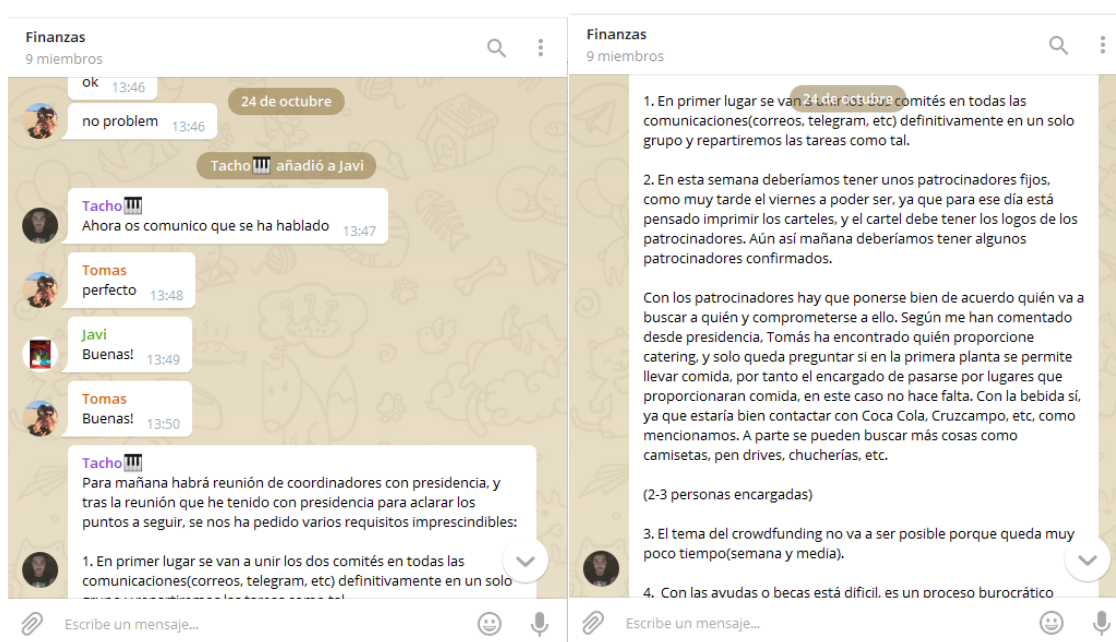 Finanzas
9 miembros
24 de octubre
ok 13:46
no problem 13:46
Tacho añadió a Javi
Tacho
Ahora os comunico que se ha hablado 13:47
Tomas
perfecto 13:48
Javi
Buenas! 13:49
Tomas
Buenas! 13:50
Tacho
Para mañana habrá reunión de coordinadores con presidencia, y
tras la reunión que he tenido con presidencia para aclarar los
puntos a seguir, se nos ha pedido varios requisitos imprescindibles:
1. En primer lugar se van a unir los dos comités en todas las
comunicaciones(correos, telegram, etc) definitivamente en un solo
grupo y repartiremos las tareas como tal.
Escribe un mensaje...
Finanzas
9 miembros
24 de octubre
1. En primer lugar se van a unir los dos comités en todas las
comunicaciones(correos, telegram, etc) definitivamente en un solo
grupo y repartiremos las tareas como tal.
2. En esta semana deberíamos tener unos patrocinadores fijos,
como muy tarde el viernes a poder ser, ya que para ese día está
pensado imprimir los carteles, y el cartel debe tener los logos de los
patrocinadores. Aún así mañana deberíamos tener algunos
patrocinadores confirmados.
Con los patrocinadores hay que ponerse bien de acuerdo quién va a
buscar a quién y comprometerse a ello. Según me han comentado
desde presidencia, Tomás ha encontrado quién proporcione
catering, y solo queda preguntar si en la primera planta se permite
llevar comida, por tanto el encargado de pasarse por lugares que
proporcionaran comida, en este caso no hace falta. Con la bebida sí,
ya que estaría bien contactar con Coca Cola, Cruzcampo, etc, como
mencionamos. A parte se pueden buscar más cosas como
camisetas, pen drives, chucherías, etc.
(2-3 personas encargadas)
3. El tema del crowdfunding no va a ser posible porque queda muy
poco tiempo(semana y media).
4. Con las ayudas o becas está dificil, es un proceso burocrático
Escribe un mensaje...